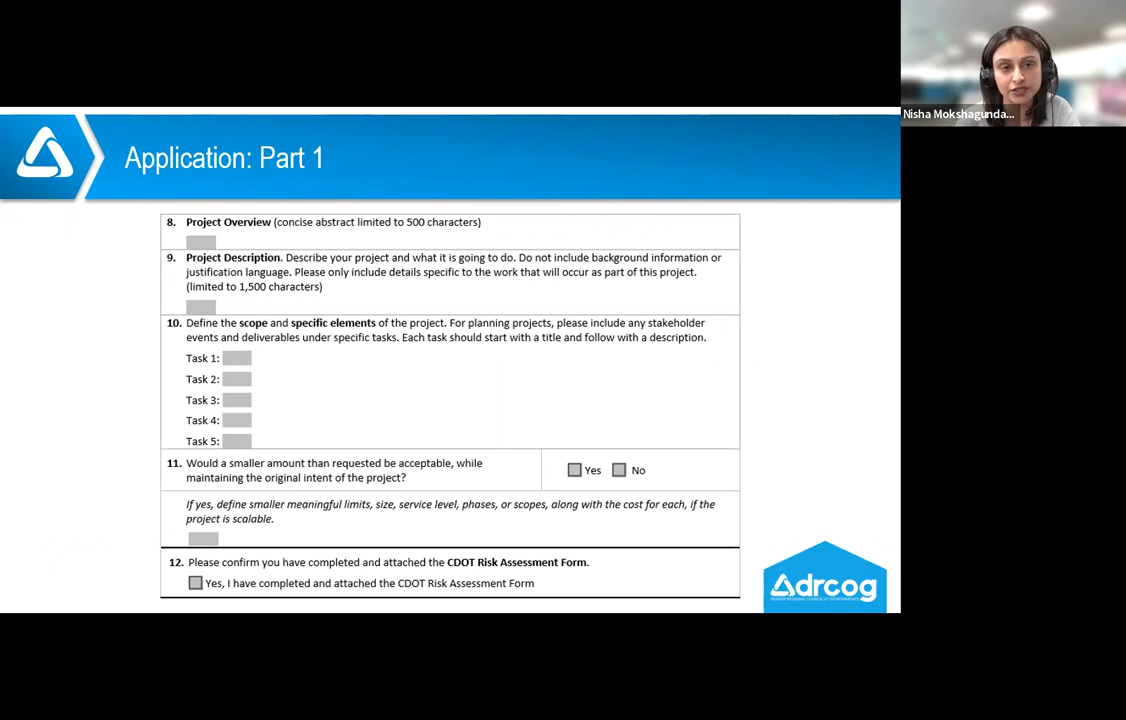 Nisha Mokshagunda...
Application: Part 1
8. Project Overview (concise abstract limited to 500 characters)
9. Project Description. Describe your project and what it is going to do. Do not include background information or
justification language. Please only include details specific to the work that will occur as part of this project.
(limited to 1,500 characters)
10. Define the scope and specific elements of the project. For planning projects, please include any stakeholder
events and deliverables under specific tasks. Each task should start with a title and follow with a description.
Task 1:
Task 2:
Task 3:
Task 4:
Task 5:
11. Would a smaller amount than requested be acceptable, while
maintaining the original intent of the project?
Yes No
If yes, define smaller meaningful limits, size, service level, phases, or scopes, along with the cost for each, if the
project is scalable.
12. Please confirm you have completed and attached the CDOT Risk Assessment Form.
Yes, I have completed and attached the CDOT Risk Assessment Form
drcog
DENVER REGIONAL COUNCIL OF GOVERNMENTS